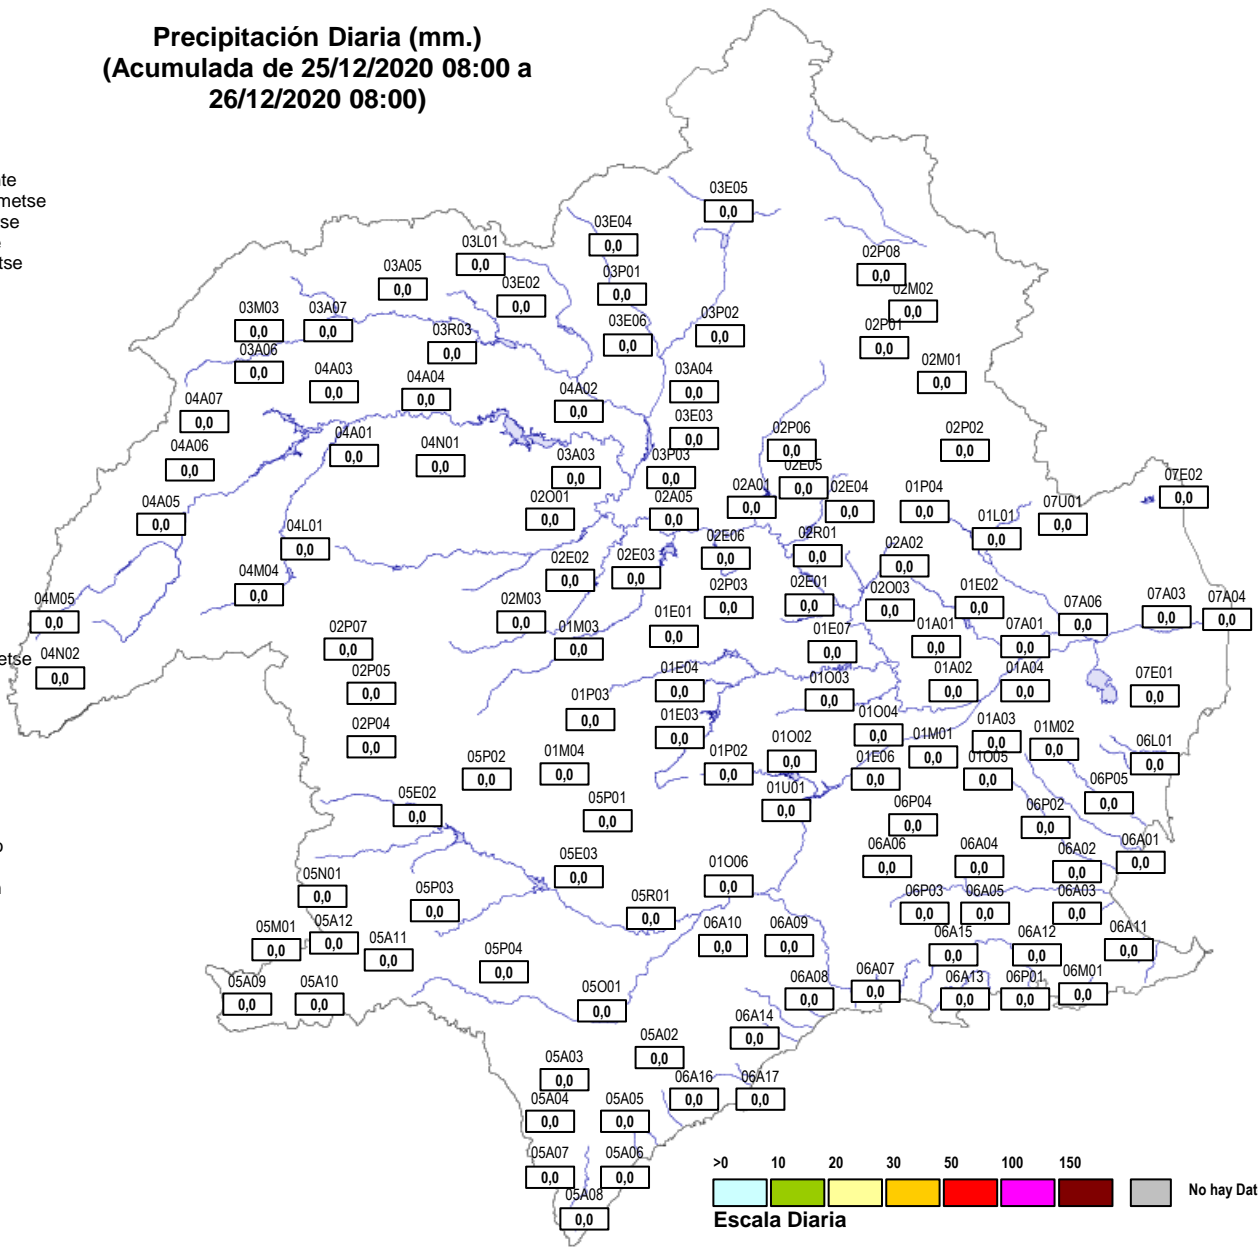 Precipitación Diaria (mm.)
(Acumulada de 25/12/2020 08:00 a
26/12/2020 08:00)
te
metse
se
tse
etse
03E05
0,0
03E04
0,0
03L01
0,0
02P08
0,0
03A05
0,0
03P01
0,0
03E02
0,0
02M02
0,0
03M03
0,0
03A07
0,0
03P02
0,0
03E06
0,0
03R03
0,0
02P01
0,0
03A06
0,0
02M01
0,0
04A03
0,0
04A04
0,0
03A04
0,0
04A02
0,0
04A07
0,0
03E03
0,0
02P06
0,0
02P02
0,0
04A01
0,0
04N01
0,0
04A06
0,0
03A03
0,0
03P03
0,0
02E05
0,0
07E02
0,0
02A01
0,0
02E04
0,0
01P04
0,0
04A05
0,0
02O01
0,0
02A05
0,0
07U01
0,0
01L01
0,0
04L01
0,0
02E06
0,0
02R01
0,0
02A02
0,0
02E02
0,0
02E03
0,0
04M04
0,0
02P03
0,0
02E01
0,0
02O03
0,0
01E02
0,0
07A03
0,0
07A04
0,0
04M05
0,0
02M03
0,0
07A06
0,0
01E01
0,0
02P07
0,0
01M03
0,0
01E07
0,0
01A01
0,0
07A01
0,0
04N02
0,0
02P05
0,0
01E04
0,0
01O03
0,0
01A02
0,0
01A04
0,0
07E01
0,0
01P03
0,0
01E03
0,0
01O04
0,0
01A03
0,0
01M02
0,0
02P04
0,0
01M01
0,0
06L01
0,0
05P02
0,0
01M04
0,0
01P02
0,0
01O02
0,0
01E06
0,0
01O05
0,0
06P05
0,0
05E02
0,0
05P01
0,0
01U01
0,0
06P04
0,0
06P02
0,0
05E03
0,0
06A06
0,0
06A04
0,0
06A02
0,0
06A01
0,0
05N01
0,0
01O06
0,0
05P03
0,0
05R01
0,0
06P03
0,0
06A05
0,0
06A03
0,0
05M01
0,0
05A12
0,0
05A11
0,0
06A10
0,0
06A09
0,0
06A15
0,0
06A12
0,0
06A11
0,0
05P04
0,0
05A09
0,0
05A10
0,0
05O01
0,0
06A08
0,0
06A07
0,0
06A13
0,0
06P01
0,0
06M01
0,0
06A14
0,0
05A02
0,0
05A03
0,0
06A16
0,0
06A17
0,0
05A04
0,0
05A05
0,0
05A07
0,0
05A06
0,0
05A08
0,0
>0 10 20 30 50 100 150
No hay Dat
Escala Diaria